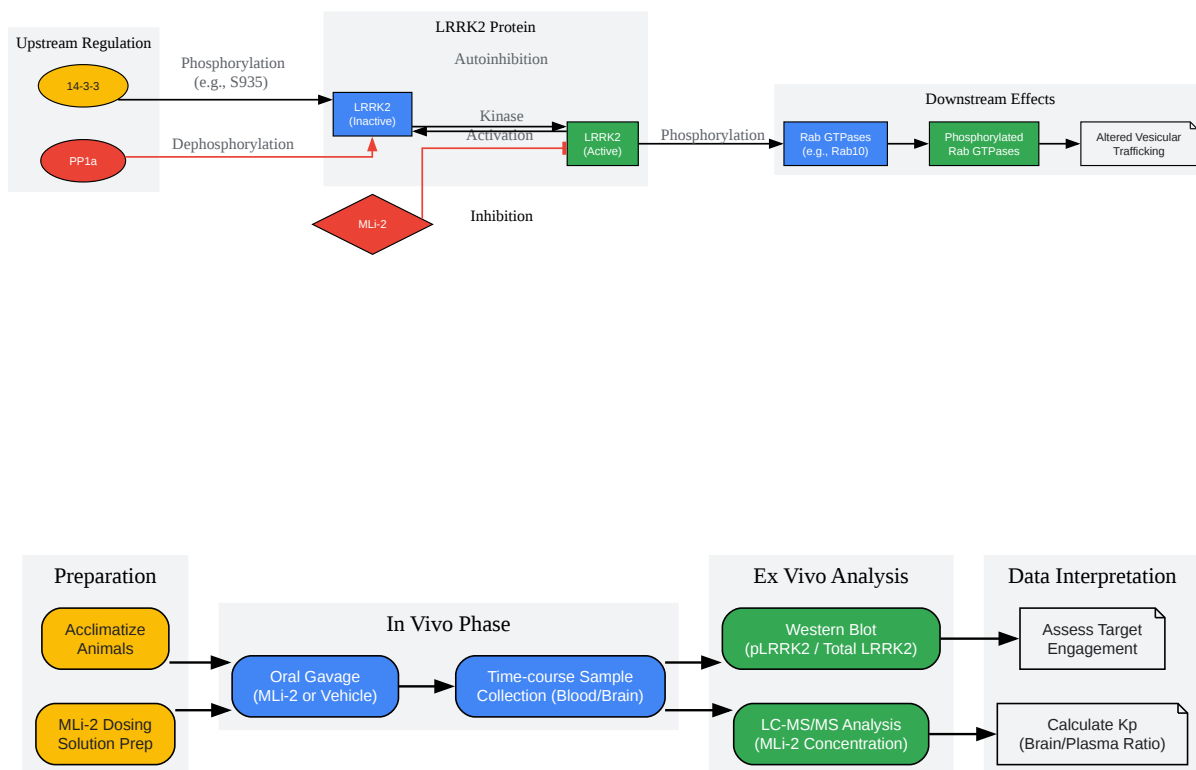 Upstream Regulation
14-3-3
PP1a
Phosphorylation
(e.g., S935)
Dephosphorylation
LRRK2 Protein
Autoinhibition
LRRK2
(Inactive)
Kinase
Activation
LRRK2
(Active)
MLi-2
Inhibition
Phosphorylation
Downstream Effects
Rab GTPases
(e.g., Rab10)
Phosphorylated
Rab GTPases
Altered Vesicular
Trafficking
Preparation
Acclimatize
Animals
MLi-2 Dosing
Solution Prep
In Vivo Phase
Oral Gavage
(MLi-2 or Vehicle)
Time-course Sample
Collection (Blood/Brain)
Ex Vivo Analysis
Western Blot
(pLRRK2 / Total LRRK2)
LC-MS/MS Analysis
(MLi-2 Concentration)
Data Interpretation
Assess Target
Engagement
Calculate Kp
(Brain/Plasma Ratio)